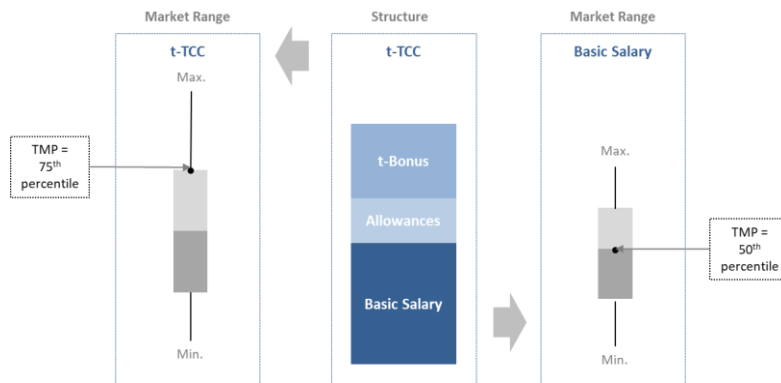 Market Range
t-TCC
Max.
TMP =
75th
percentile
Min.
Structure
t-TCC
t-Bonus
Allowances
Basic Salary
Market Range
Basic Salary
Max.
TMP =
50th
percentile
Min.